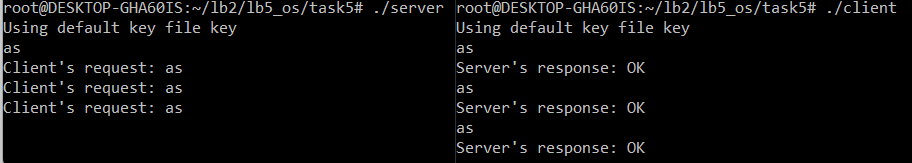 root@DESKTOP-GHA60IS:~/lb2/lb5_os/task5# ./server
Using default key file key
as
Client's request: as
Client's request: as
Client's request: as
root@DESKTOP-GHA60IS:~/lb2/lb5_os/task5# ./client
Using default key file key
as
Server's response: OK
as
Server's response: OK
as
Server's response: OK